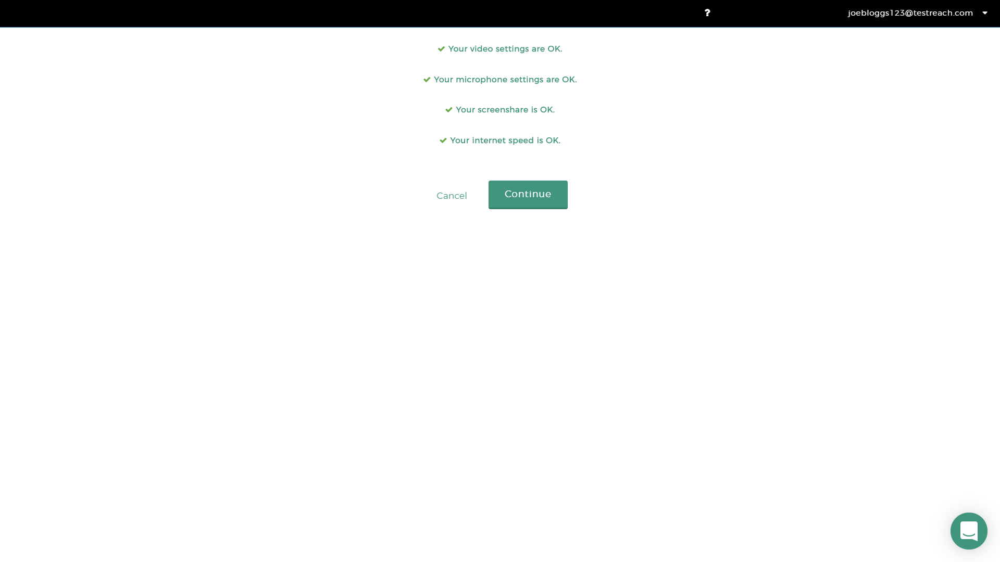 ? joebloggs123@testreach.com
Your video settings are OK.
Your microphone settings are OK.
Your screenshare is OK.
Your internet speed is OK.
Cancel Continue